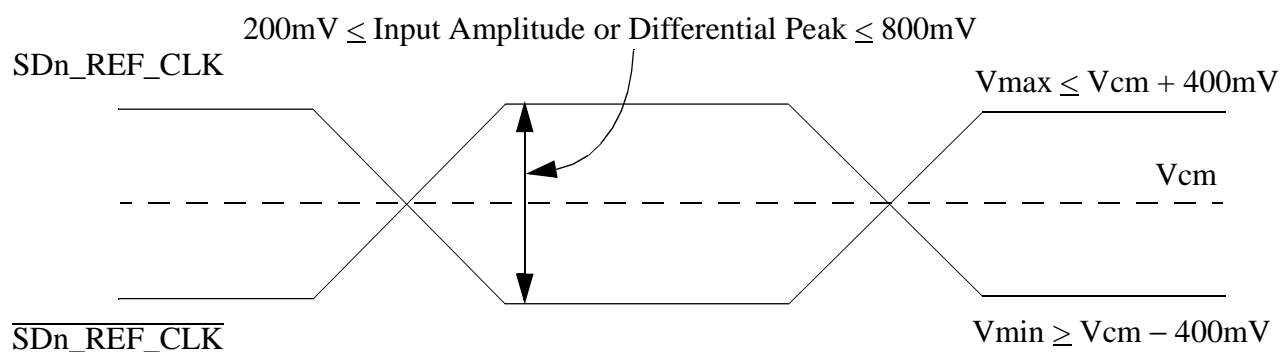 200mV ≤ Input Amplitude or Differential Peak ≤ 800mV
SDn_REF_CLK
Vmax ≤ Vcm + 400mV
Vcm
SDn_REF_CLK
Vmin ≥ Vcm − 400mV